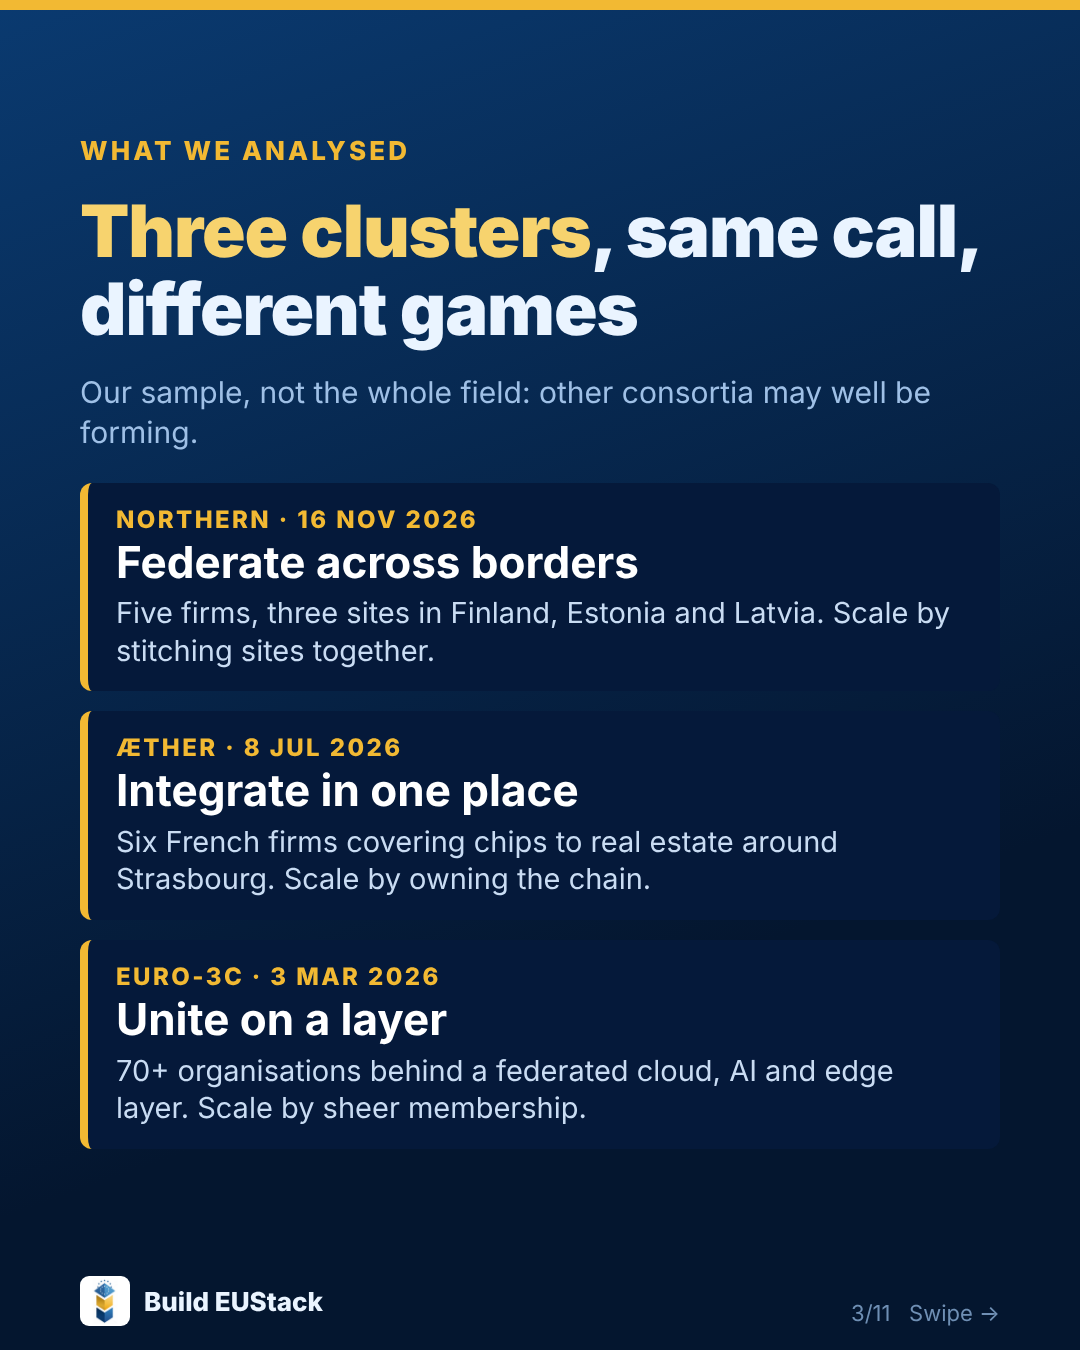 WHAT WE ANALYSED
Three clusters, same call,
different games
Our sample, not the whole field: other consortia may well be
forming.
NORTHERN · 16 NOV 2026
Federate across borders
Five firms, three sites in Finland, Estonia and Latvia. Scale by
stitching sites together.
ÆTHER · 8 JUL 2026
Integrate in one place
Six French firms covering chips to real estate around
Strasbourg. Scale by owning the chain.
EURO-3C · 3 MAR 2026
Unite on a layer
70+ organisations behind a federated cloud, AI and edge
layer. Scale by sheer membership.
Build EUStack
3/11 Swipe →